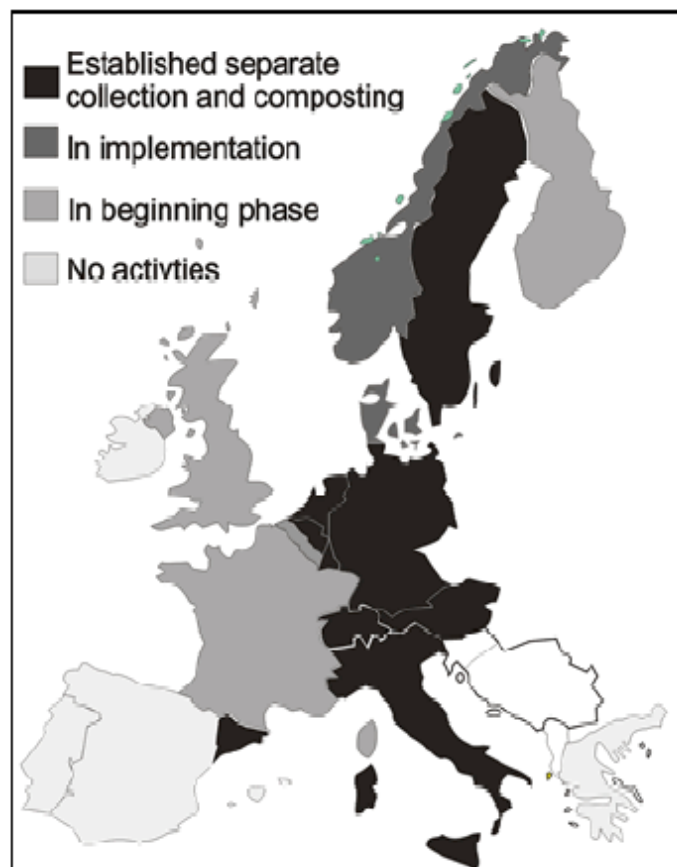 Established separate
collection and composting
In implementation
In beginning phase
No activties